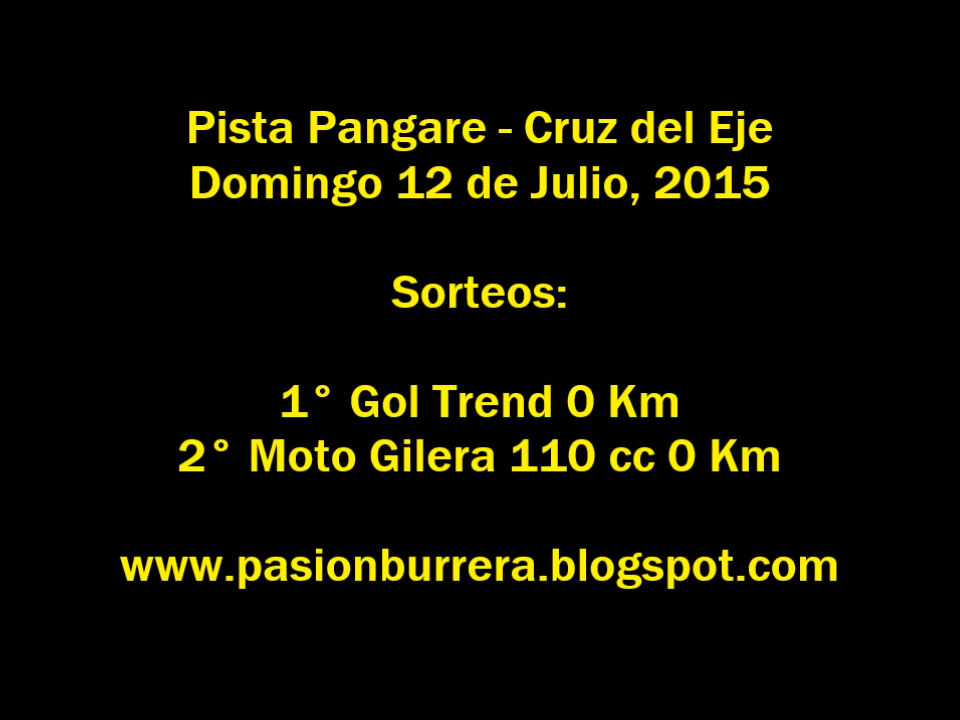 Pista Pangare - Cruz del Eje
Domingo 12 de Julio, 2015
Sorteos:
1° Gol Trend 0 Km
2° Moto Gilera 110 cc 0 Km
www.pasionburrera.blogspot.com